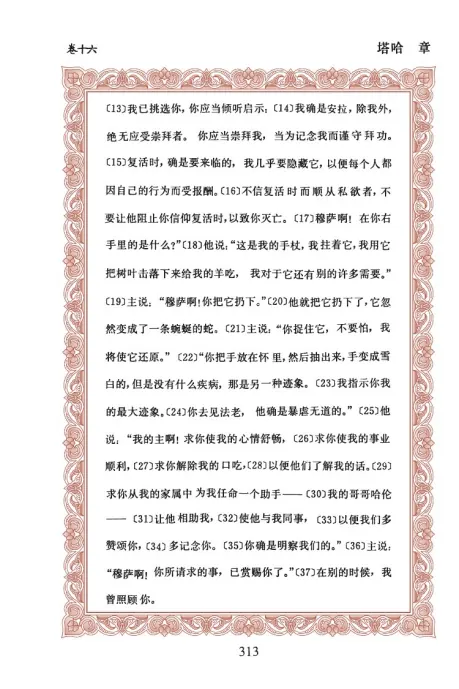 卷十六
塔哈 章
(13)我已挑选你,你应当倾听启示:(14)我确是安拉,除我外,
绝无应受崇拜者。你应当崇拜我,当为记念我而谨守拜功。
(15)复活时,确是要来临的,我几乎要隐藏它,以便每个人都
因自己的行为而受报酬。(16)不信复活时而顺从私欲者,不
要让他阻止你信仰复活时,以致你灭亡。(17)穆萨啊!在你右
手里的是什么?”(18)他说:“这是我的手杖,我拄着它,我用它
把树叶击落下来给我的羊吃,我对于它还有别的许多需要。”
(19)主说:“穆萨啊!你把它扔下。”(20)他就把它扔下了,它忽
然变成了一条蜿蜒的蛇。(21)主说:“你捉住它,不要怕,我
将使它还原。”(22)“你把手放在怀里,然后抽出来,手变成雪
白的,但是没有什么疾病,那是另一种迹象。(23)我指示你我
的最大迹象。(24)你去见法老,他确是暴虐无道的。”(25)他
说:“我的主啊!求你使我的心情舒畅,(26)求你使我的事业
顺利,(27)求你解除我的口吃,(28)以便他们了解我的话。(29)
求你从我的家属中为我任命一个助手——(30)我的哥哥哈伦
——(31)让他相助我,(32)使他与我同事,(33)以便我们多
赞颂你,(34)多记念你。(35)你确是明察我们的。”(36)主说:
“穆萨啊!你所请求的事,已赏赐你了。”(37)在别的时候,我
曾照顾你。
313